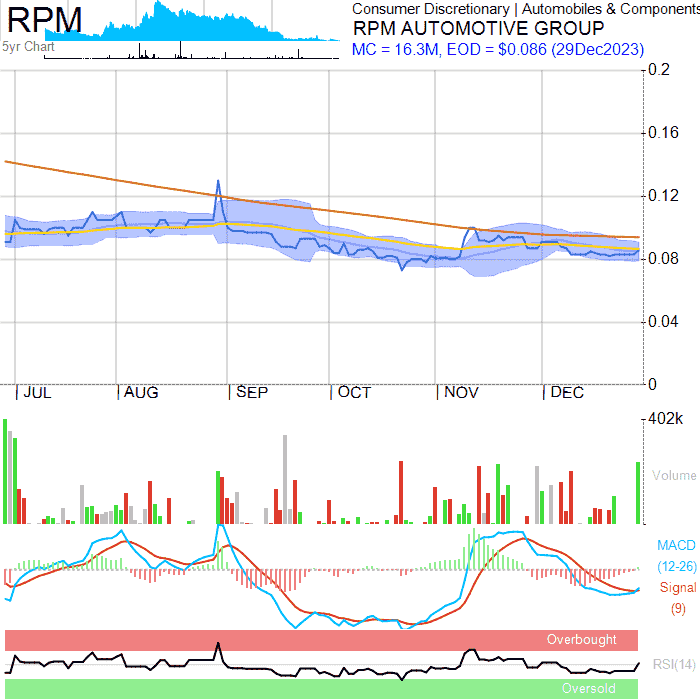 RPM
5yr Chart
Consumer Discretionary | Automobiles & Components
RPM AUTOMOTIVE GROUP
MC = 16.3M, EOD = $0.086 (29Dec2023)
0.2
0.16
0.12
0.08
0.04
0
JUL AUG SEP OCT NOV DEC
402k
Volume
MACD
(12-26)
Signal
(9)
Overbought
RSI(14)
Oversold